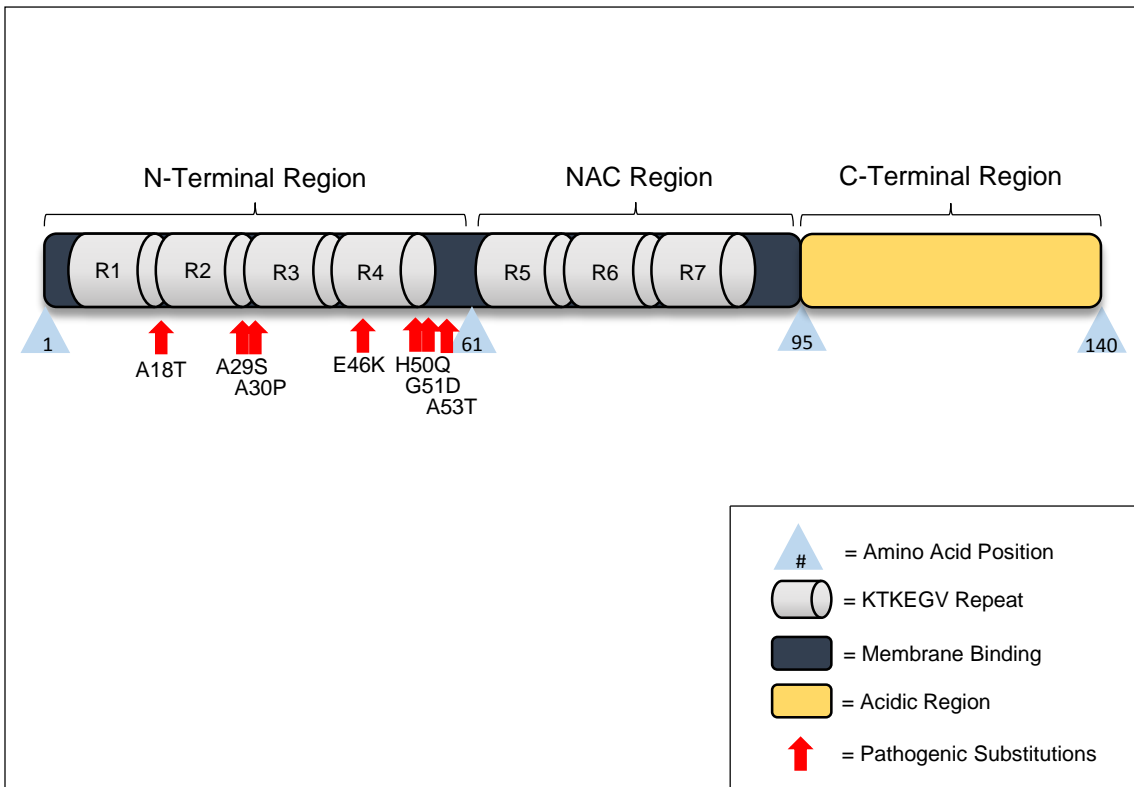 N-Terminal Region
NAC Region
C-Terminal Region
R1
R2
R3
R4
R5
R6
R7
1
61
95
140
A18T
A29S
A30P
E46K
H50Q
G51D
A53T
# = Amino Acid Position
= KTKEGV Repeat
= Membrane Binding
= Acidic Region
= Pathogenic Substitutions